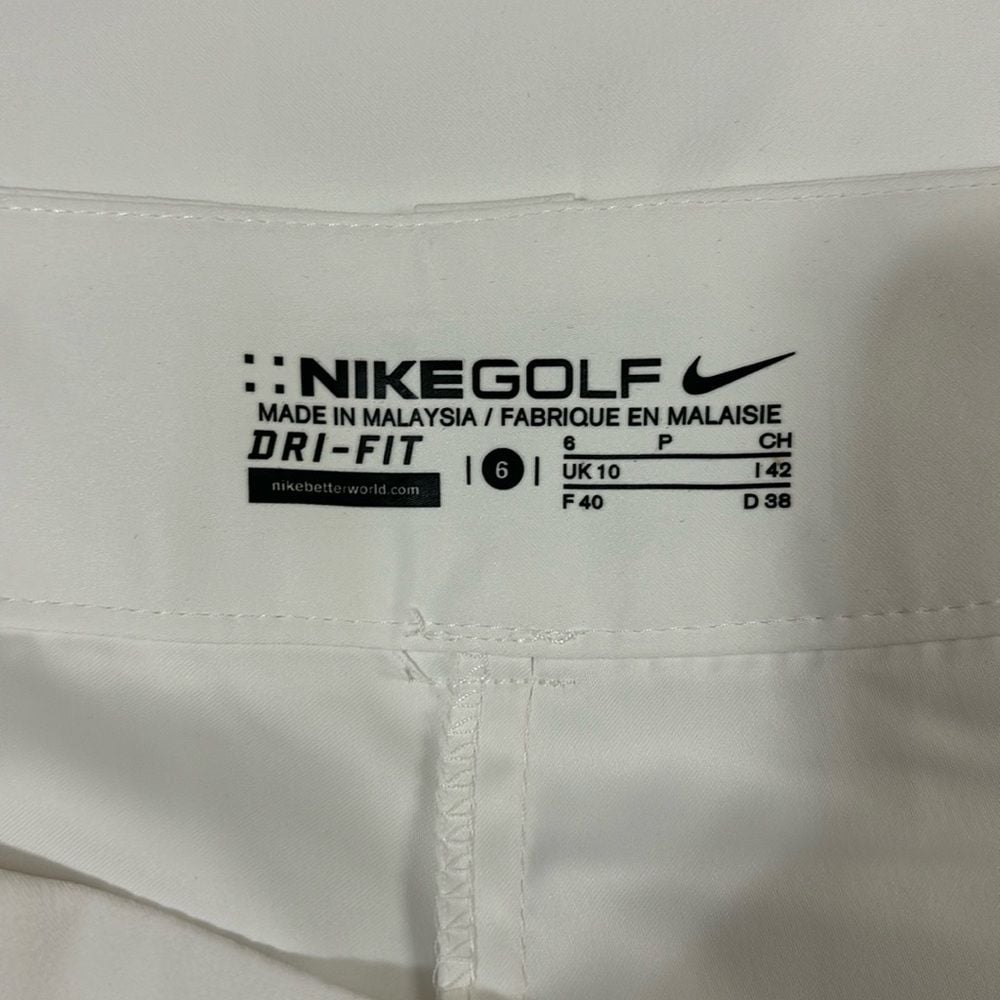 NIKEGOLF
MADE IN MALAYSIA / FABRIQUE EN MALAISIE
DRI-FIT
nikebetterworld.com
| 6 |
6 P CH
UK 10 I 42
F 40 D 38